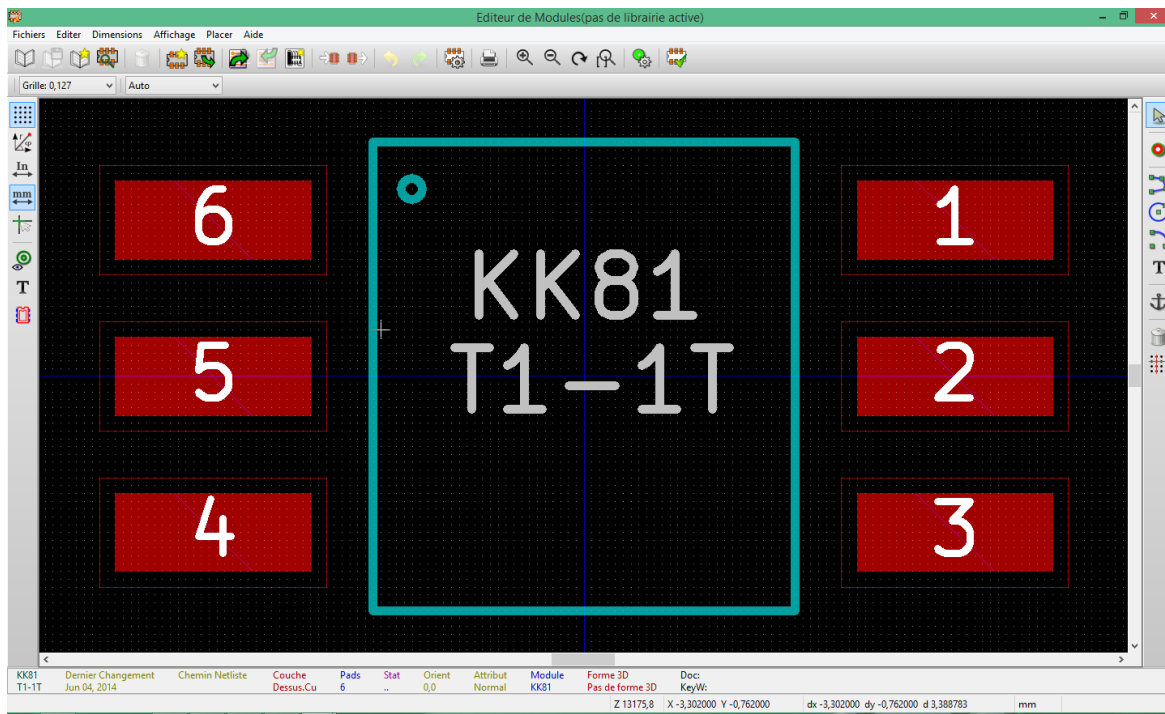 Editeur de Modules(pas de librairie active)
Fichiers Editer Dimensions Affichage Placer Aide
Grille: 0,127 Auto
In
mm
T
T
6 1
KK81
5 T1-1T 2
4 3
KK81 Dernier Changement Chemin Netliste Couche Pads Stat Orient Attribut Module Forme 3D Doc:
T1-1T Jun 04, 2014 Dessus.Cu 6 .. 0,0 Normal KK81 Pas de forme 3D KeyW:
Z 13175,8 X -3,302000 Y -0,762000 dx -3,302000 dy -0,762000 d 3,388783 mm